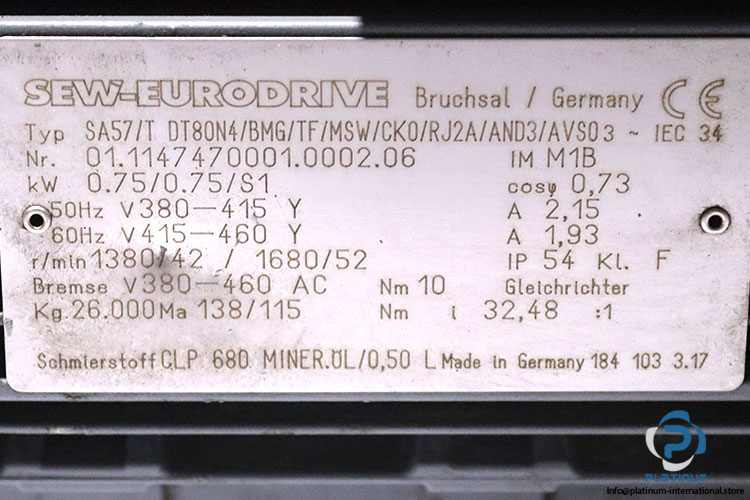 SEW-EURODRIVE Bruchsal / Germany CE
Typ SA57/T DT80N4/BMG/TF/MSW/CK0/RJ2A/AND3/AVS0 3 ~ IEC 34
Nr. 01.1147470001.0002.06 IM M1B
kW 0.75/0.75/S1 cosφ 0,73
50Hz V380-415 Y A 2,15
60Hz V415-460 Y A 1,93
r/min 1380/42 / 1680/52 IP 54 Kl. F
Bremse V380-460 AC Nm 10 Gleichrichter
Kg 26.000 Ma 138/115 Nm i 32,48 :1
Schmierstoff CLP 680 MINER.ÖL/0,50 L Made in Germany 184 103 3.17
PLATINUM
info@platinum-international.store